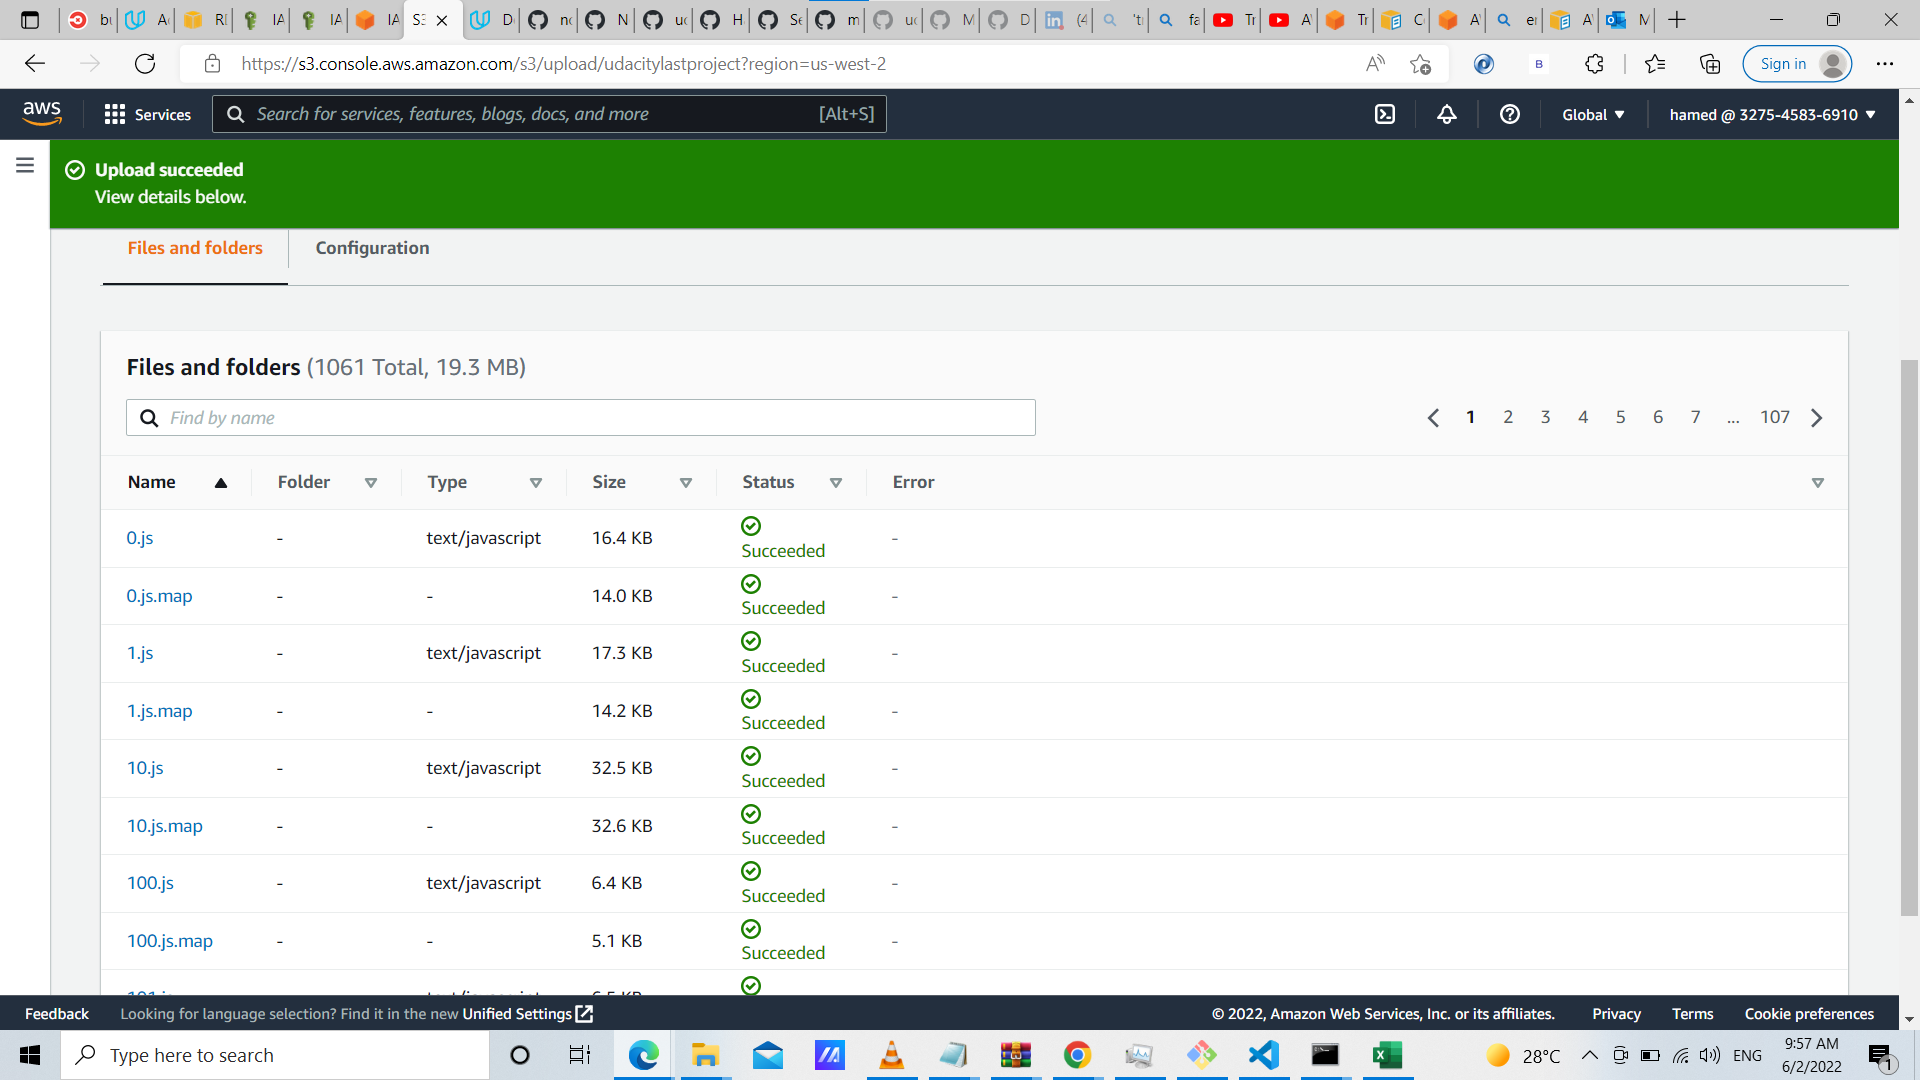 S3
https://s3.console.aws.amazon.com/s3/upload/udacitylastproject?region=us-west-2
Sign in
aws
Services
Search for services, features, blogs, docs, and more
[Alt+S]
Global
hamed @ 3275-4583-6910
Upload succeeded
View details below.
Files and folders
Configuration
Files and folders (1061 Total, 19.3 MB)
Find by name
1 2 3 4 5 6 7 ... 107
Name Folder Type Size Status Error
0.js - text/javascript 16.4 KB Succeeded -
0.js.map - - 14.0 KB Succeeded -
1.js - text/javascript 17.3 KB Succeeded -
1.js.map - - 14.2 KB Succeeded -
10.js - text/javascript 32.5 KB Succeeded -
10.js.map - - 32.6 KB Succeeded -
100.js - text/javascript 6.4 KB Succeeded -
100.js.map - - 5.1 KB Succeeded -
Feedback
Looking for language selection? Find it in the new Unified Settings
© 2022, Amazon Web Services, Inc. or its affiliates.
Privacy
Terms
Cookie preferences
Type here to search
28°C
ENG
9:57 AM
6/2/2022
1